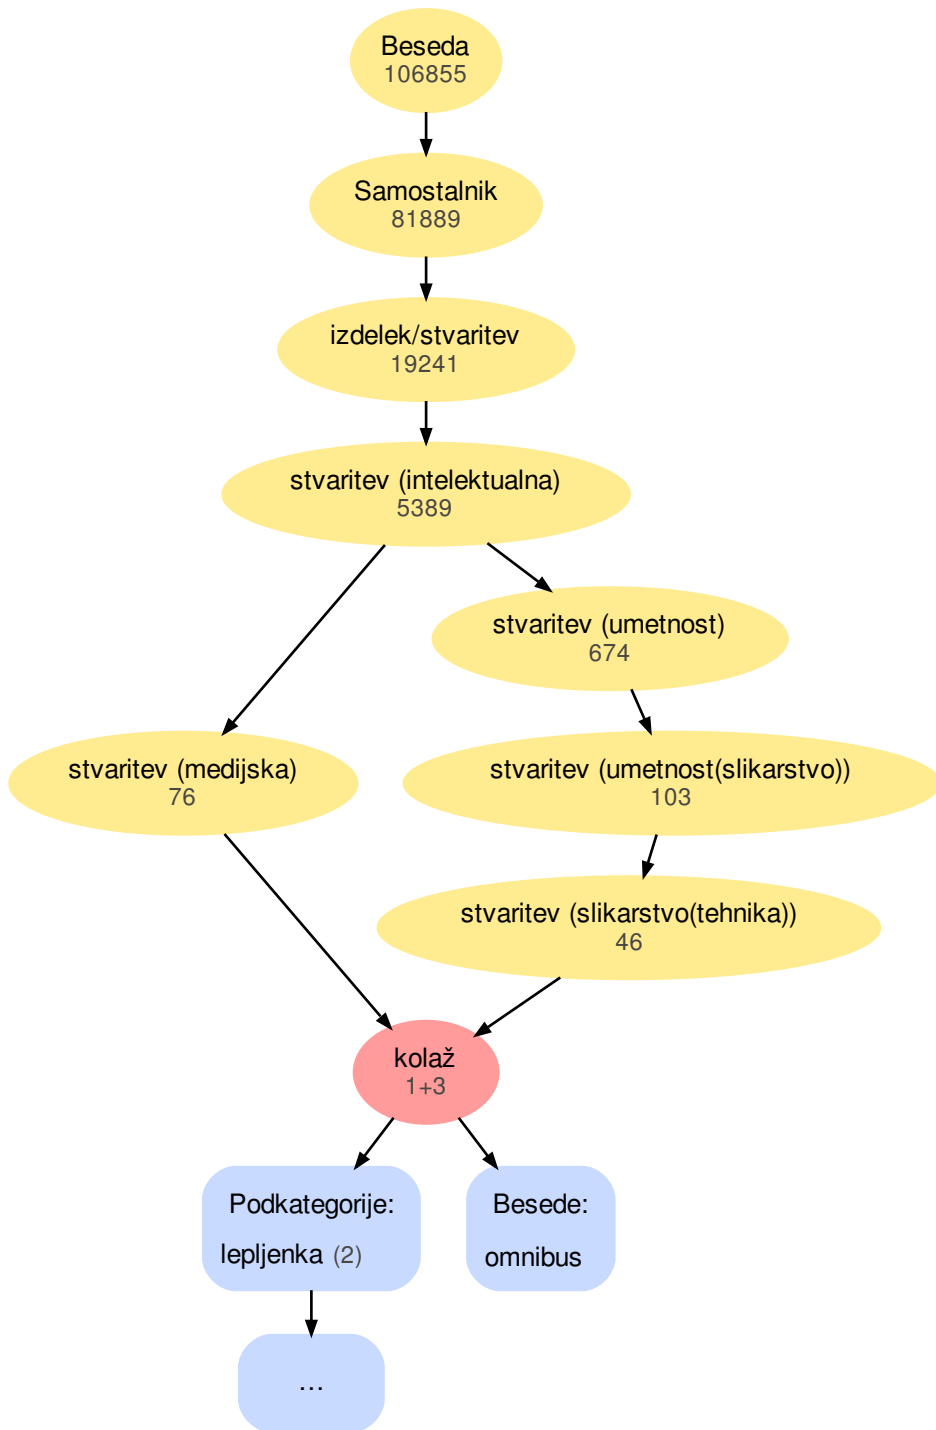 Beseda
106855
Samostalnik
81889
izdelek/stvaritev
19241
stvaritev (intelektualna)
5389
stvaritev (umetnost)
674
stvaritev (medijska)
76
stvaritev (umetnost(slikarstvo))
103
stvaritev (slikarstvo(tehnika))
46
kolaž
1+3
Podkategorije:
lepljenka (2)
Besede:
omnibus
...